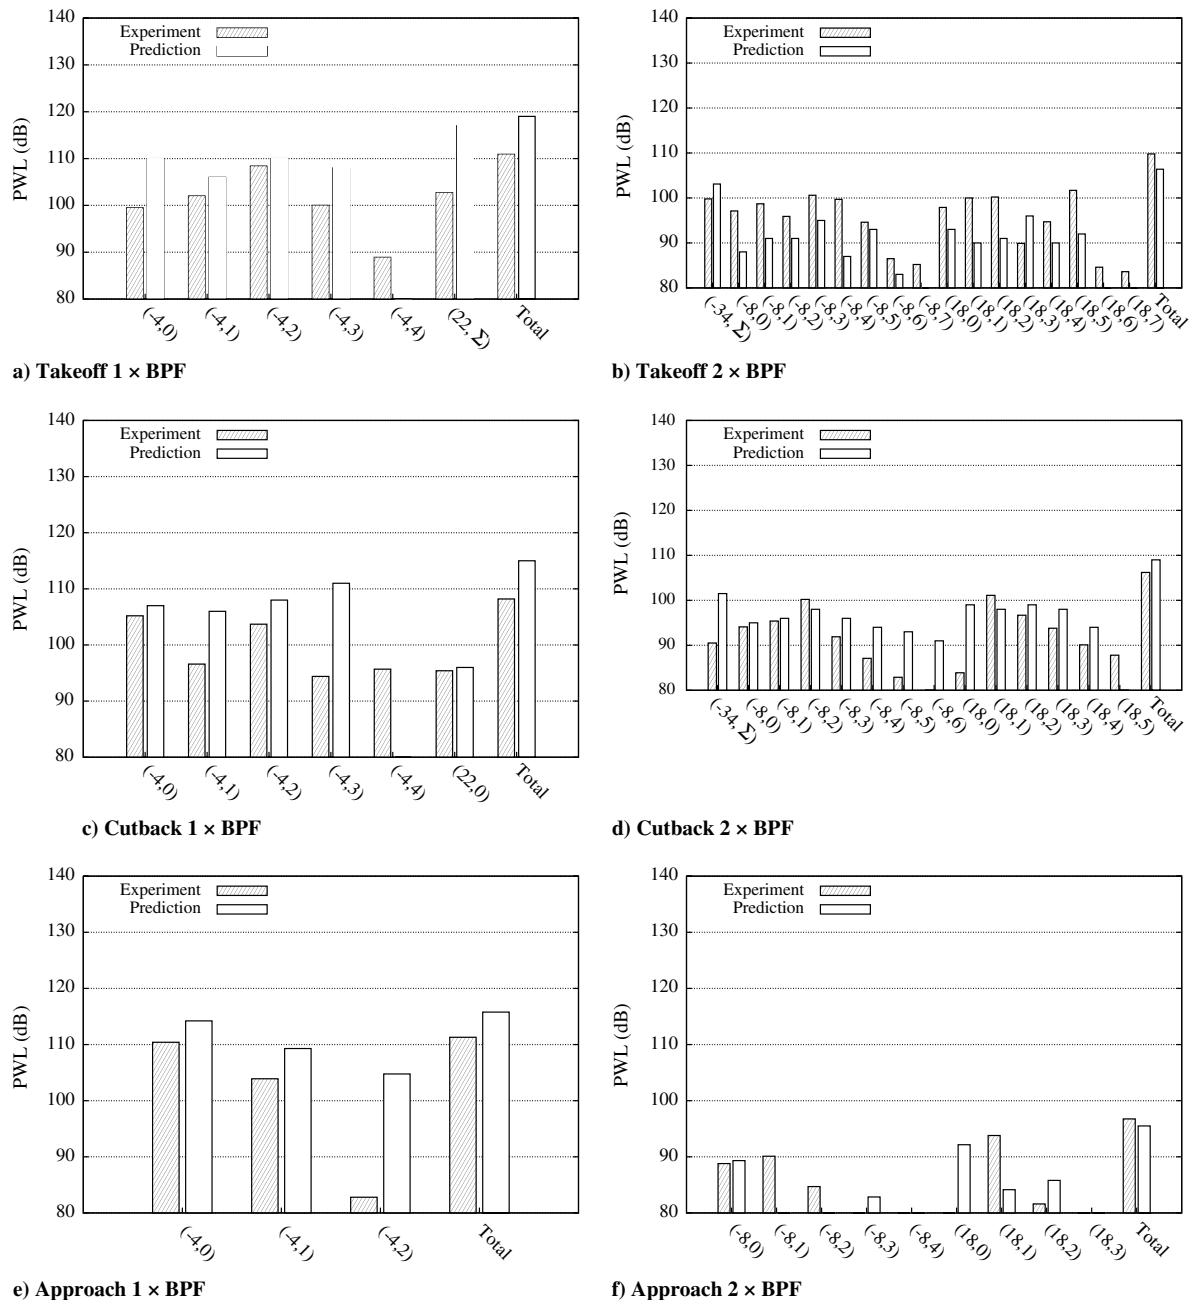 140
130
120
110
100
90
80
PWL (dB)
Experiment
Prediction
(-4,0)
(-4,1)
(-4,2)
(-4,3)
(-4,4)
(22, Σ)
Total
a) Takeoff 1 × BPF
140
130
120
110
100
90
80
PWL (dB)
Experiment
Prediction
(-34, Σ)
(-8,0)
(-8,1)
(-8,2)
(-8,3)
(-8,4)
(-8,5)
(-8,6)
(-8,7)
(18,0)
(18,1)
(18,2)
(18,3)
(18,4)
(18,5)
(18,6)
(18,7)
Total
b) Takeoff 2 × BPF
140
130
120
110
100
90
80
PWL (dB)
Experiment
Prediction
(-4,0)
(-4,1)
(-4,2)
(-4,3)
(-4,4)
(22,0)
Total
c) Cutback 1 × BPF
140
130
120
110
100
90
80
PWL (dB)
Experiment
Prediction
(-34, Σ)
(-8,0)
(-8,1)
(-8,2)
(-8,3)
(-8,4)
(-8,5)
(-8,6)
(18,0)
(18,1)
(18,2)
(18,3)
(18,4)
(18,5)
Total
d) Cutback 2 × BPF
140
130
120
110
100
90
80
PWL (dB)
Experiment
Prediction
(-4,0)
(-4,1)
(-4,2)
Total
e) Approach 1 × BPF
140
130
120
110
100
90
80
PWL (dB)
Experiment
Prediction
(-8,0)
(-8,1)
(-8,2)
(-8,3)
(-8,4)
(18,0)
(18,1)
(18,2)
(18,3)
Total
f) Approach 2 × BPF